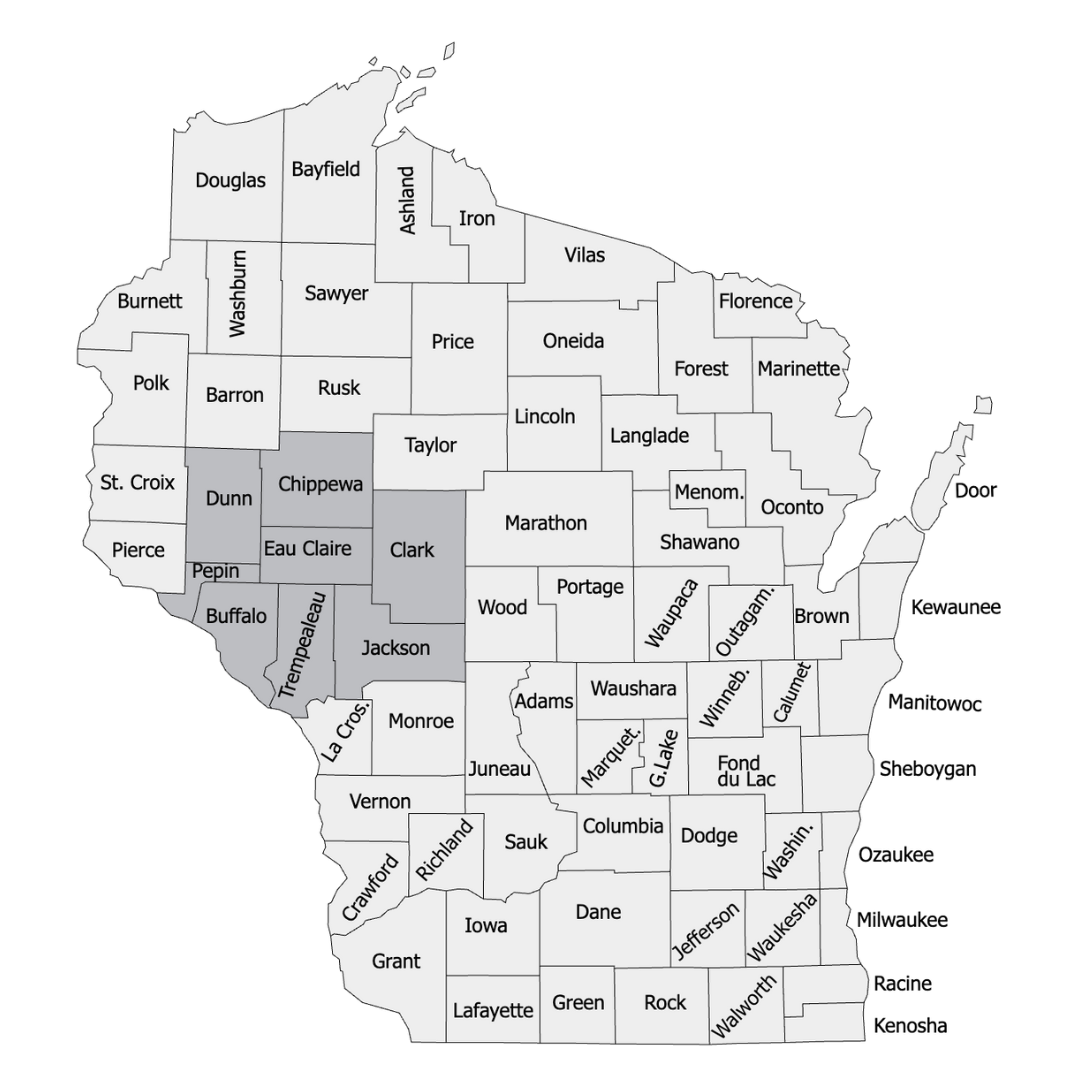 Douglas
Bayfield
Ashland
Iron
Vilas
Burnett
Washburn
Sawyer
Price
Oneida
Florence
Forest
Marinette
Polk
Barron
Rusk
Lincoln
Langlade
Taylor
St. Croix
Dunn
Chippewa
Menom.
Oconto
Door
Marathon
Shawano
Pierce
Eau Claire
Clark
Pepin
Wood
Portage
Waupaca
Outagam.
Brown
Kewaunee
Buffalo
Trempealeau
Jackson
Adams
Waushara
Winneb.
Calumet
Manitowoc
La Cros.
Monroe
Juneau
Marquet.
G.Lake
Fond
du Lac
Sheboygan
Vernon
Richland
Sauk
Columbia
Dodge
Washin.
Ozaukee
Crawford
Iowa
Dane
Jefferson
Waukesha
Milwaukee
Grant
Lafayette
Green
Rock
Walworth
Racine
Kenosha